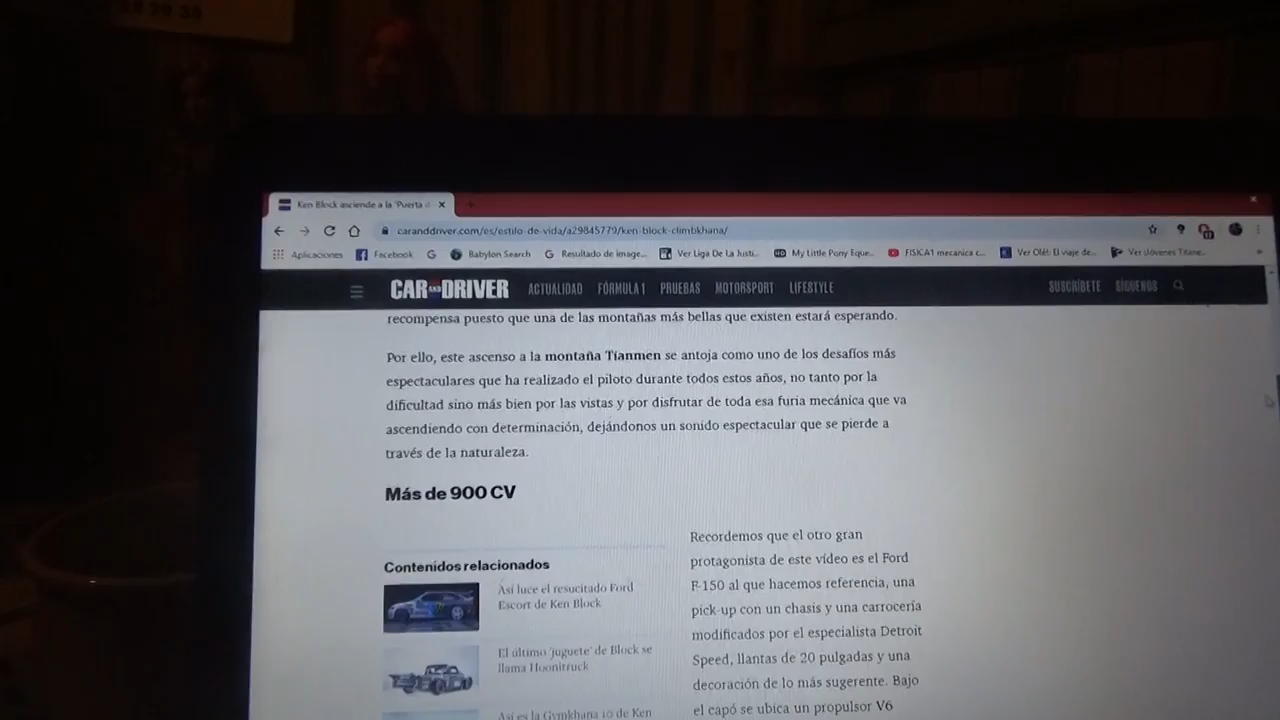 Ken Block asciende a la 'Puerta d
caranddriver.com/es/estilo-de-vida/a29845779/ken-block-climbkhana/
Aplicaciones Facebook Babylon Search Resultado de image... Ver Liga De La Justi... My Little Pony Eque... FISICA1 mecanica c... Ver Olé!: El viaje de... Ver Jóvenes Titane...
CAR AND DRIVER ACTUALIDAD FÓRMULA 1 PRUEBAS MOTORSPORT LIFESTYLE SUSCRÍBETE SÍGUENOS
recompensa puesto que una de las montañas más bellas que existen estará esperando.
Por ello, este ascenso a la montaña Tianmen se antoja como uno de los desafíos más
espectaculares que ha realizado el piloto durante todos estos años, no tanto por la
dificultad sino más bien por las vistas y por disfrutar de toda esa furia mecánica que va
ascendiendo con determinación, dejándonos un sonido espectacular que se pierde a
través de la naturaleza.
Más de 900 CV
Contenidos relacionados
Así luce el resucitado Ford
Escort de Ken Block
El último 'juguete' de Block se
llama Hoonitruck
Así es la Gymkhana 10 de Ken
Recordemos que el otro gran
protagonista de este vídeo es el Ford
F-150 al que hacemos referencia, una
pick-up con un chasis y una carrocería
modificados por el especialista Detroit
Speed, llantas de 20 pulgadas y una
decoración de lo más sugerente. Bajo
el capó se ubica un propulsor V6